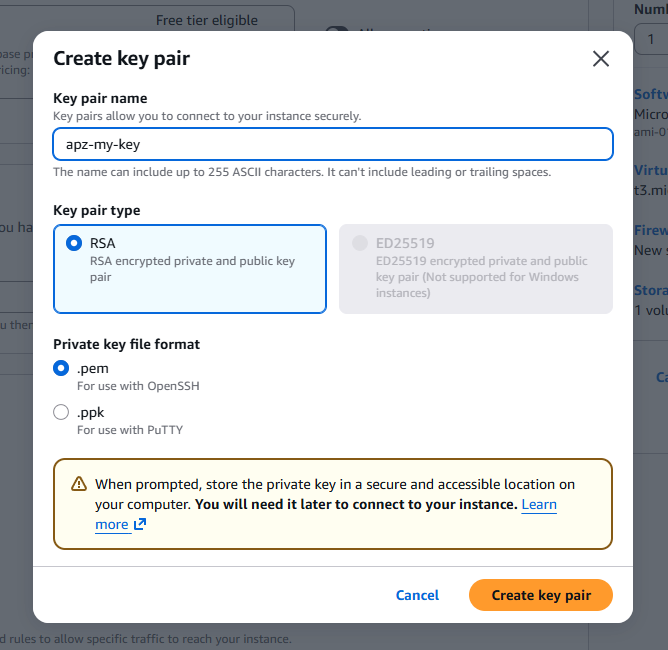 Free tier eligible
Num
1
Create key pair
Key pair name
Key pairs allow you to connect to your instance securely.
apz-my-key
The name can include up to 255 ASCII characters. It can't include leading or trailing spaces.
Key pair type
RSA
RSA encrypted private and public key
pair
ED25519
ED25519 encrypted private and public
key pair (Not supported for Windows
instances)
Private key file format
.pem
For use with OpenSSH
.ppk
For use with PuTTY
When prompted, store the private key in a secure and accessible location on
your computer. You will need it later to connect to your instance. Learn
more
Cancel
Create key pair
base p
ricing:
ou ha
u then
Softw
Micro
ami-0
Virtu
t3.mi
Firew
New s
Stora
1 volu
Ca
d rules to allow specific traffic to reach your instance.